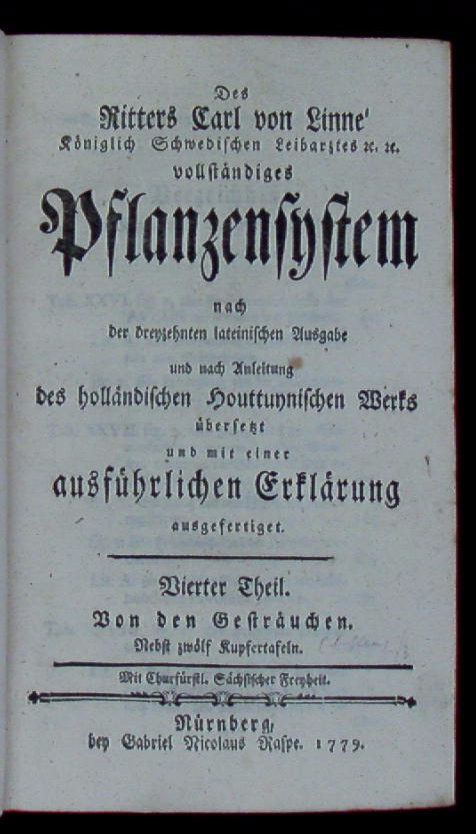 Des
Ritters Carl von Linne'
Königlich Schwedischen Leibarztes ꝛc. ꝛc.
vollständiges
Pflanzensystem
nach
der dreyzehnten lateinischen Ausgabe
und nach Anleitung
des holländischen Houttuynischen Werks
übersetzt
und mit einer
ausführlichen Erklärung
ausgefertiget.
Vierter Theil.
Von den Gesträuchen.
Nebst zwölf Kupfertafeln.
Mit Churfürstl. Sächsischer Freyheit.
Nürnberg,
bey Gabriel Nicolaus Raspe. 1779.